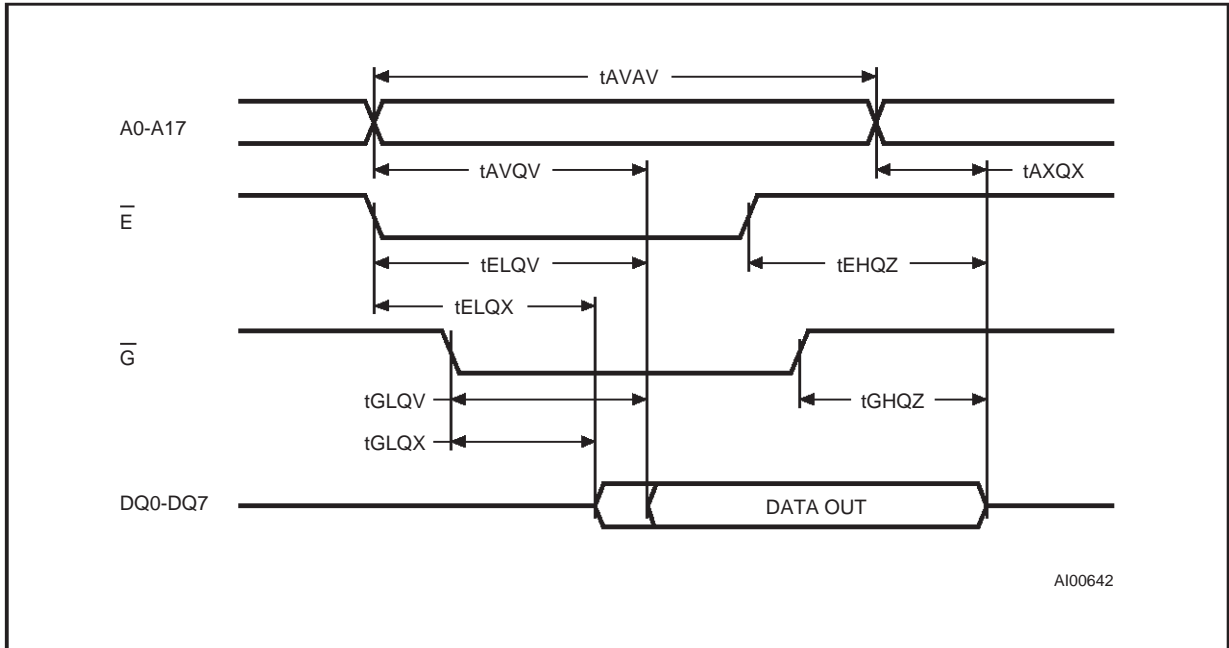 tAVAV
A0-A17
tAVQV
tAXQX
E
tELQV
tEHQZ
tELQX
G
tGLQV
tGHQZ
tGLQX
DQ0-DQ7
DATA OUT
AI00642